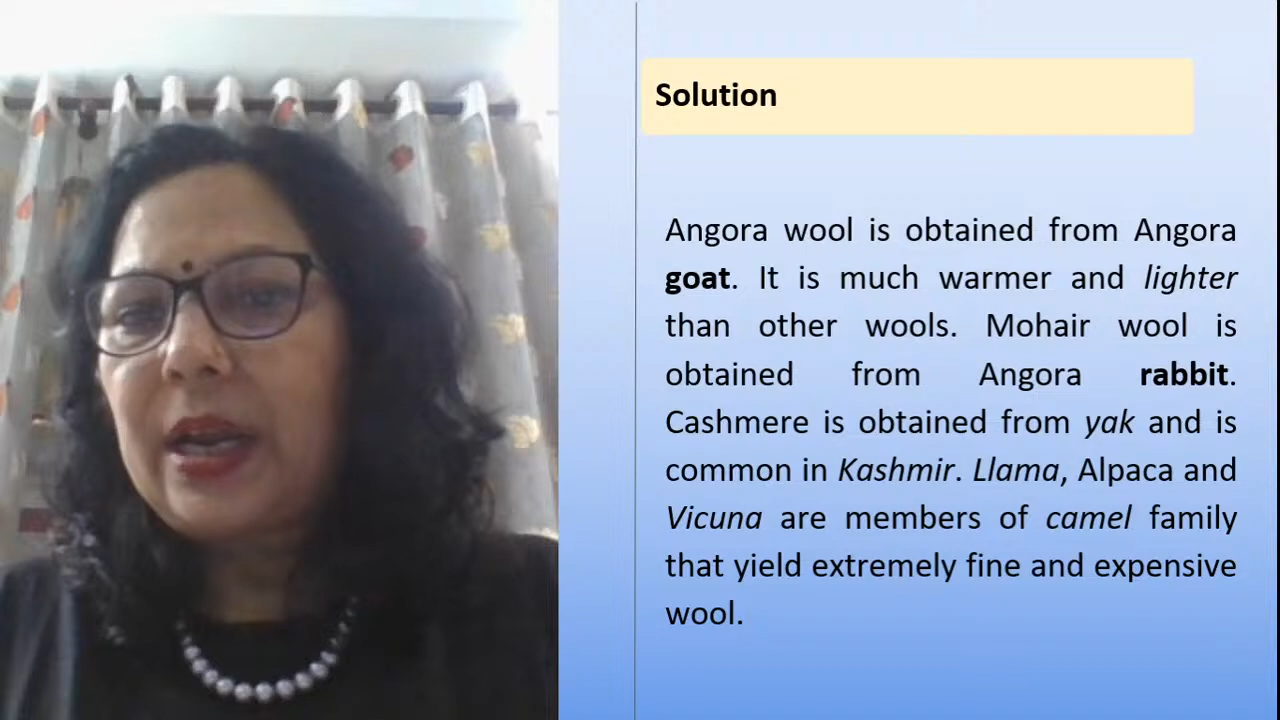 Solution
Angora wool is obtained from Angora
goat. It is much warmer and lighter
than other wools. Mohair wool is
obtained from Angora rabbit.
Cashmere is obtained from yak and is
common in Kashmir. Llama, Alpaca and
Vicuna are members of camel family
that yield extremely fine and expensive
wool.